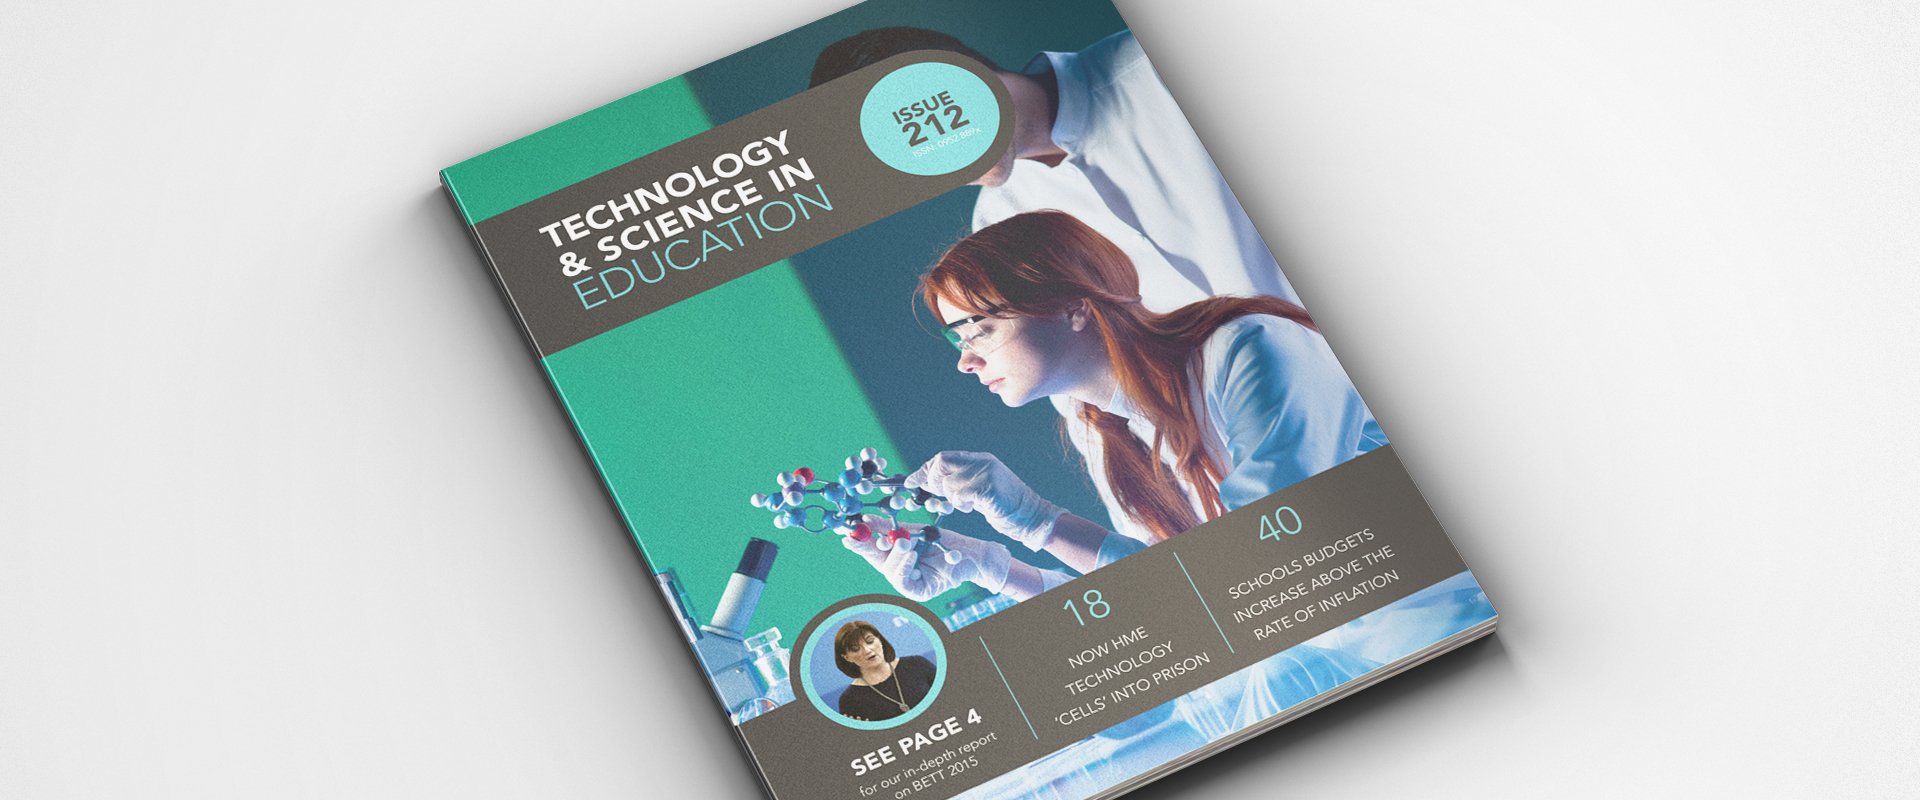 TECHNOLOGY
& SCIENCE IN
EDUCATION
ISSUE
212
ISSN: 0952 889x
SEE PAGE 4
for our in-depth report
on BETT 2015
18
NOW HME
TECHNOLOGY
'CELLS' INTO PRISON
40
SCHOOLS BUDGETS
INCREASE ABOVE THE
RATE OF INFLATION